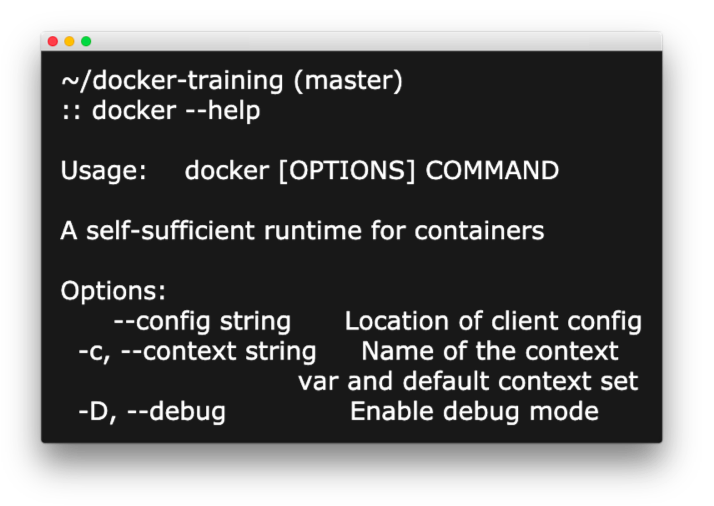 ~/docker-training (master)
:: docker --help
Usage: docker [OPTIONS] COMMAND
A self-sufficient runtime for containers
Options:
--config string Location of client config
-c, --context string Name of the context
var and default context set
-D, --debug Enable debug mode